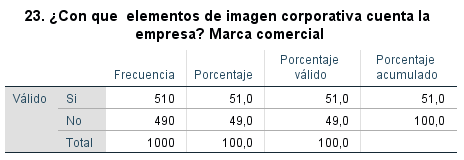 23. ¿Con que elementos de imagen corporativa cuenta la
empresa? Marca comercial
Frecuencia Porcentaje Porcentaje válido Porcentaje acumulado
Válido Si 510 51,0 51,0 51,0
No 490 49,0 49,0 100,0
Total 1000 100,0 100,0